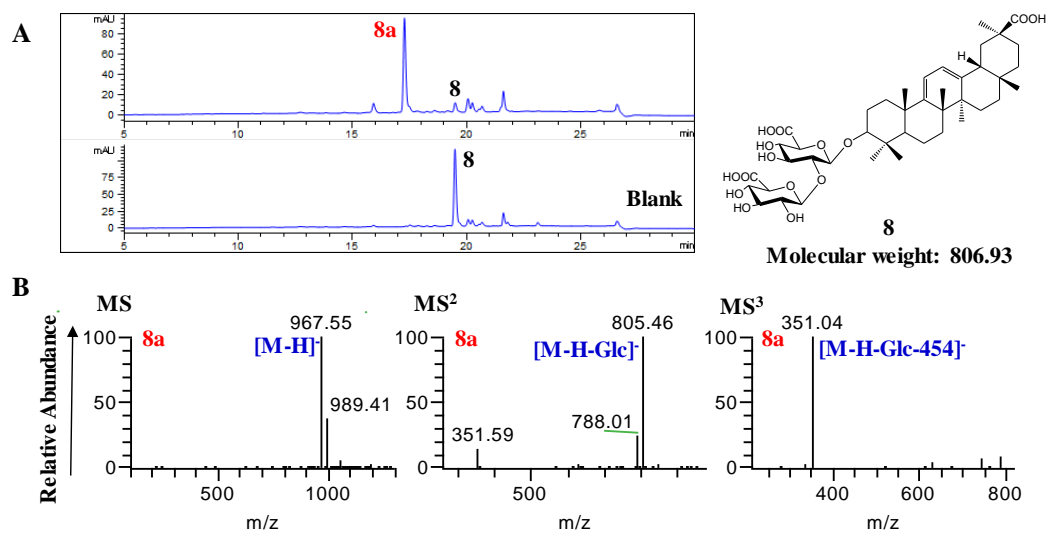 A
mAU
80
60
40
20
0
8a
8
5
10
15
20
25
min
mAU
75
50
25
0
8
Blank
5
10
15
20
25
min
COOH
H
HOOC
HO
HO
O
O
HOOC
O
HO
HO
OH
O
8
Molecular weight: 806.93
B
MS
8a
967.55
[M-H]-
989.41
100
50
0
500
1000
m/z
Relative Abundance
MS2
8a
805.46
[M-H-Glc]-
788.01
351.59
100
50
0
500
m/z
MS3
8a
351.04
[M-H-Glc-454]-
100
50
0
400
600
800
m/z